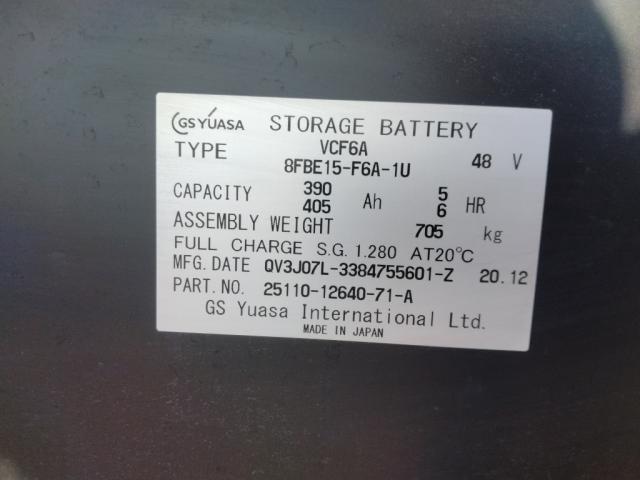 GS YUASA STORAGE BATTERY
TYPE VCF6A 48 V
8FBE15-F6A-1U
CAPACITY 390 Ah 5 HR
405 6
ASSEMBLY WEIGHT 705 kg
FULL CHARGE S.G. 1.280 AT20℃
MFG.DATE QV3J07L-3384755601-Z 20.12
PART.NO. 25110-12640-71-A
GS Yuasa International Ltd.
MADE IN JAPAN